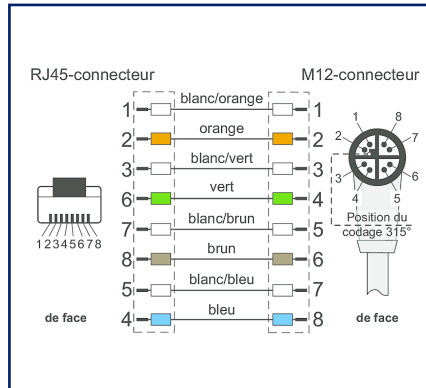 RJ45-connecteur
M12-connecteur
1 blanc/orange 1
2 orange 2
3 blanc/vert 3
6 vert 4
7 blanc/brun 5
8 brun 6
5 blanc/bleu 7
4 bleu 8
12345678
1 8
2 7
3 6
4 5
Position du
codage 315°
de face
de face